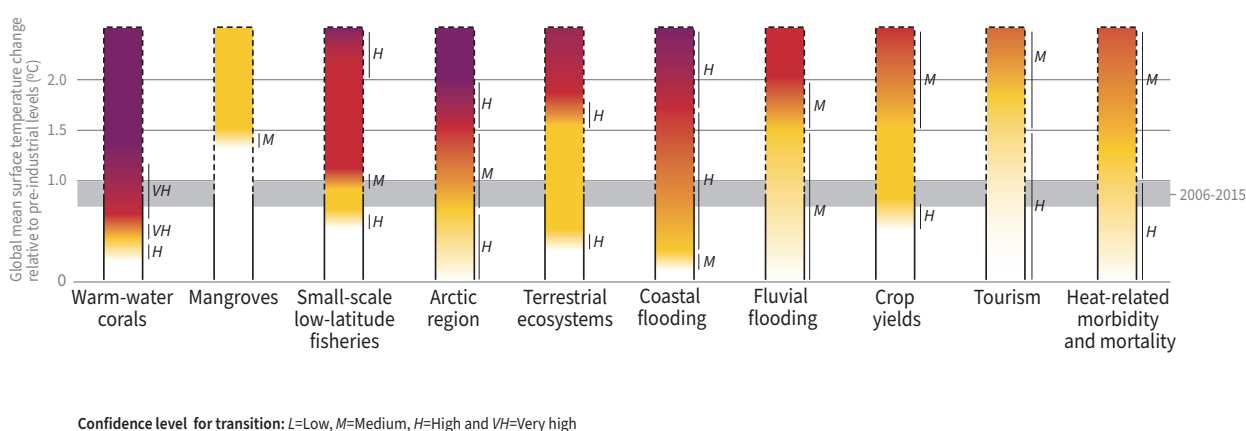 Global mean surface temperature change
relative to pre-industrial levels (ºC)
2.0
1.5
1.0
0
VH
VH
H
M
H
M
H
H
M
H
H
H
H
H
M
M
M
M
H
M
H
M
H
2006-2015
Warm-water
corals
Mangroves
Small-scale
low-latitude
fisheries
Arctic
region
Terrestrial
ecosystems
Coastal
flooding
Fluvial
flooding
Crop
yields
Tourism
Heat-related
morbidity
and mortality
Confidence level for transition: L=Low, M=Medium, H=High and VH=Very high